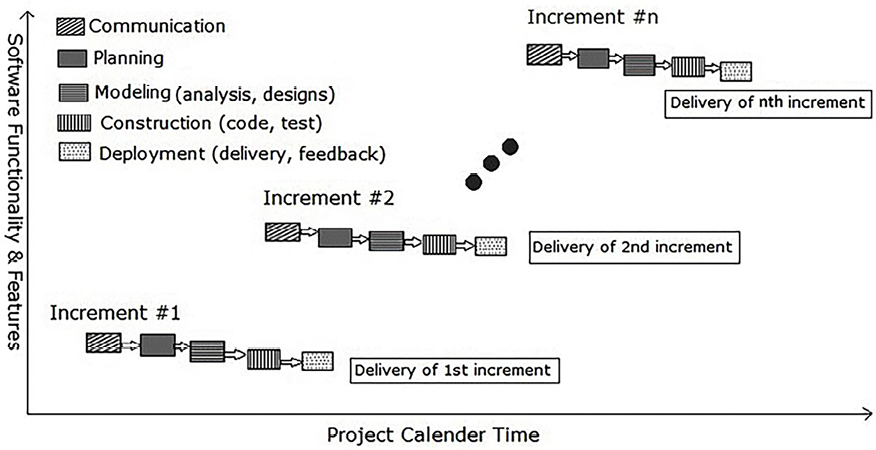 Increment #n
Communication
Planning
Modeling (analysis, designs)
Construction (code, test)
Deployment (delivery, feedback)
Delivery of nth increment
Increment #2
Delivery of 2nd increment
Increment #1
Delivery of 1st increment
Software Functionality & Features
Project Calender Time